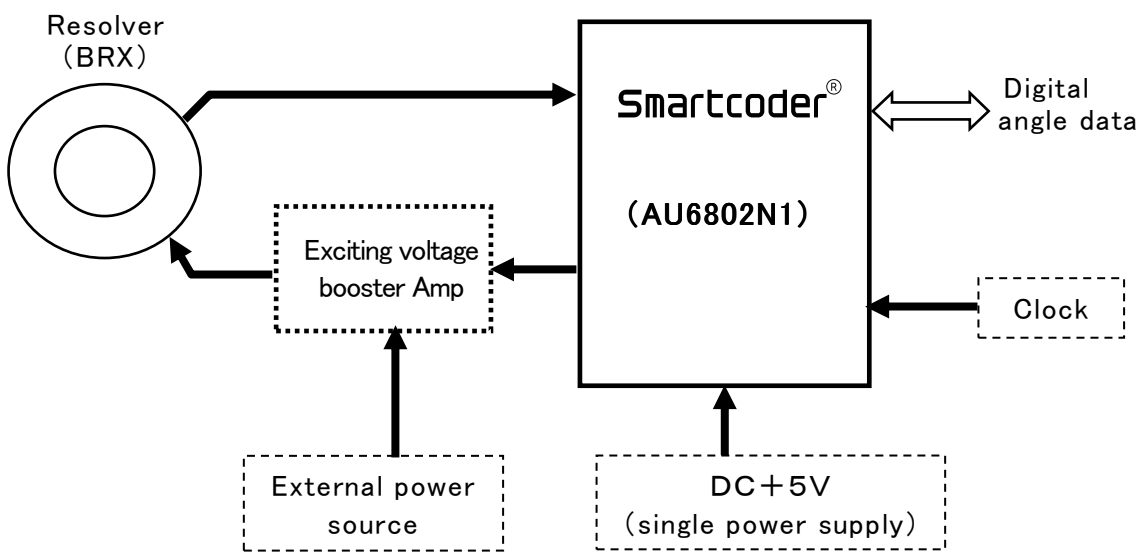 Resolver
（BRX）
Smartcoder®
（AU6802N1）
Digital
angle data
Exciting voltage
booster Amp
Clock
External power
source
DC＋5V
（single power supply）